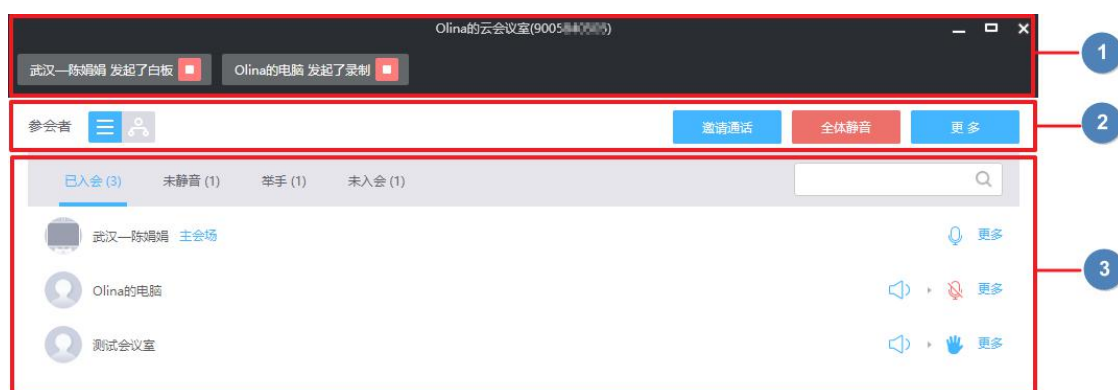 Olina的云会议室(9005
武汉—陈娟娟 发起了白板 Olina的电脑 发起了录制
1
参会者 邀请通话 全体静音 更多
2
已入会 (3) 未静音 (1) 举手 (1) 未入会 (1)
武汉—陈娟娟 主会场 更多
Olina的电脑 更多
3
测试会议室 更多